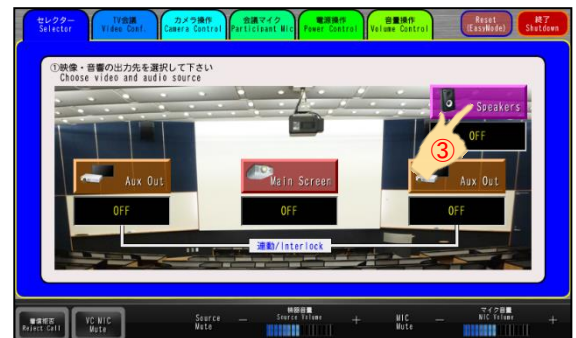 セレクター
Selector
TV会議
Video Conf.
カメラ操作
Camera Control
会議マイク
Participant Mic
電源操作
Power Control
音量操作
Volume Control
Reset
(EasyMode)
終了
Shutdown
①映像・音響の出力先を選択して下さい
Choose video and audio source
Speakers
OFF
③
Aux Out
OFF
Main Screen
OFF
Aux Out
OFF
連動/Interlock
着信拒否
Reject Call
VC MIC
Mute
Source
Mute
-
機器音量
Source Volume
+
MIC
Mute
-
マイク音量
MIC Volume
+